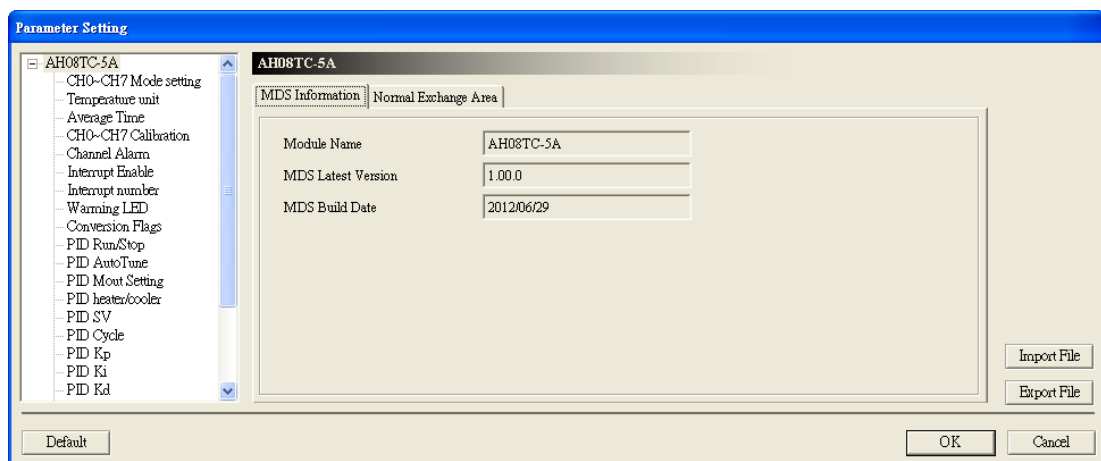 Parameter Setting
AH08TC-5A
CH0~CH7 Mode setting
Temperature unit
Average Time
CH0~CH7 Calibration
Channel Alarm
Interrupt Enable
Interrupt number
Warming LED
Conversion Flags
PID Run/Stop
PID AutoTune
PID Mout Setting
PID heater/cooler
PID SV
PID Cycle
PID Kp
PID Ki
PID Kd
AH08TC-5A
MDS Information Normal Exchange Area
Module Name AH08TC-5A
MDS Latest Version 1.00.0
MDS Build Date 2012/06/29
Import File
Export File
Default OK Cancel